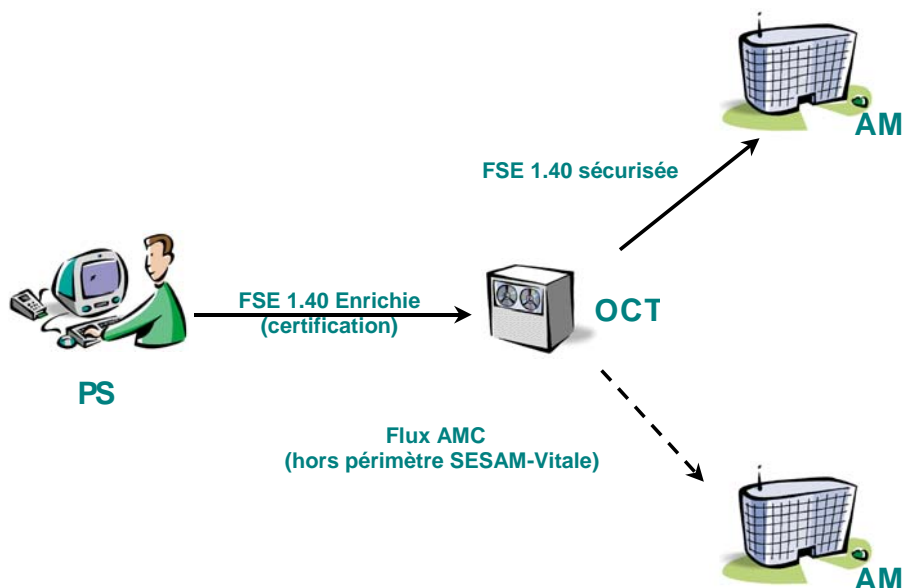 AM
FSE 1.40 sécurisée
FSE 1.40 Enrichie
(certification)
OCT
PS
Flux AMC
(hors périmètre SESAM-Vitale)
AM